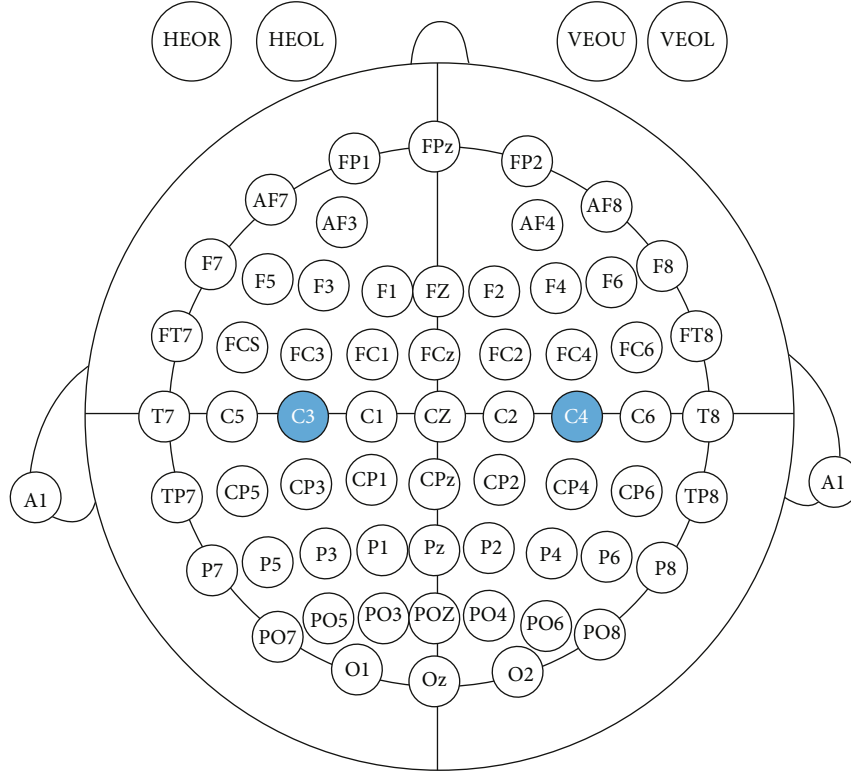 HEOR HEOL VEOU VEOL
FPz
FP1 FP2
AF7 AF8
AF3 AF4
F7 F5 F3 F1 FZ F2 F4 F6 F8
FT7 FCS FC3 FC1 FCz FC2 FC4 FC6 FT8
T7 C5 C3 C1 CZ C2 C4 C6 T8
A1 TP7 CP5 CP3 CP1 CPz CP2 CP4 CP6 TP8 A1
P7 P5 P3 P1 Pz P2 P4 P6 P8
PO7 PO5 PO3 POZ PO4 PO6 PO8
O1 Oz O2